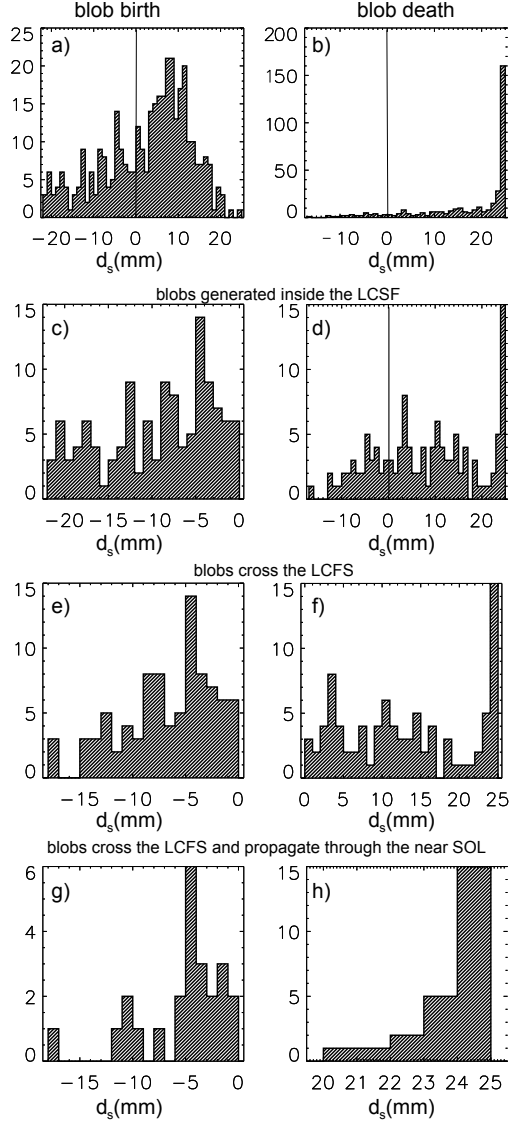 blob birth
blob death
a)
25
20
15
10
5
0
−20 −10 0 10
d_s(mm)
b)
200
150
100
50
0
−10 0 10 20
d_s(mm)
blobs generated inside the LCSF
c)
15
10
5
0
−20 −15 −10 −5 0
d_s(mm)
d)
15
10
5
0
−10 0 10 20
d_s(mm)
blobs cross the LCFS
e)
15
10
5
0
−15 −10 −5 0
d_s(mm)
f)
15
10
5
0
0 5 10 15 20 25
d_s(mm)
blobs cross the LCFS and propagate through the near SOL
g)
6
4
2
0
−15 −10 −5 0
d_s(mm)
h)
15
10
5
0
20 21 22 23 24 25
d_s(mm)